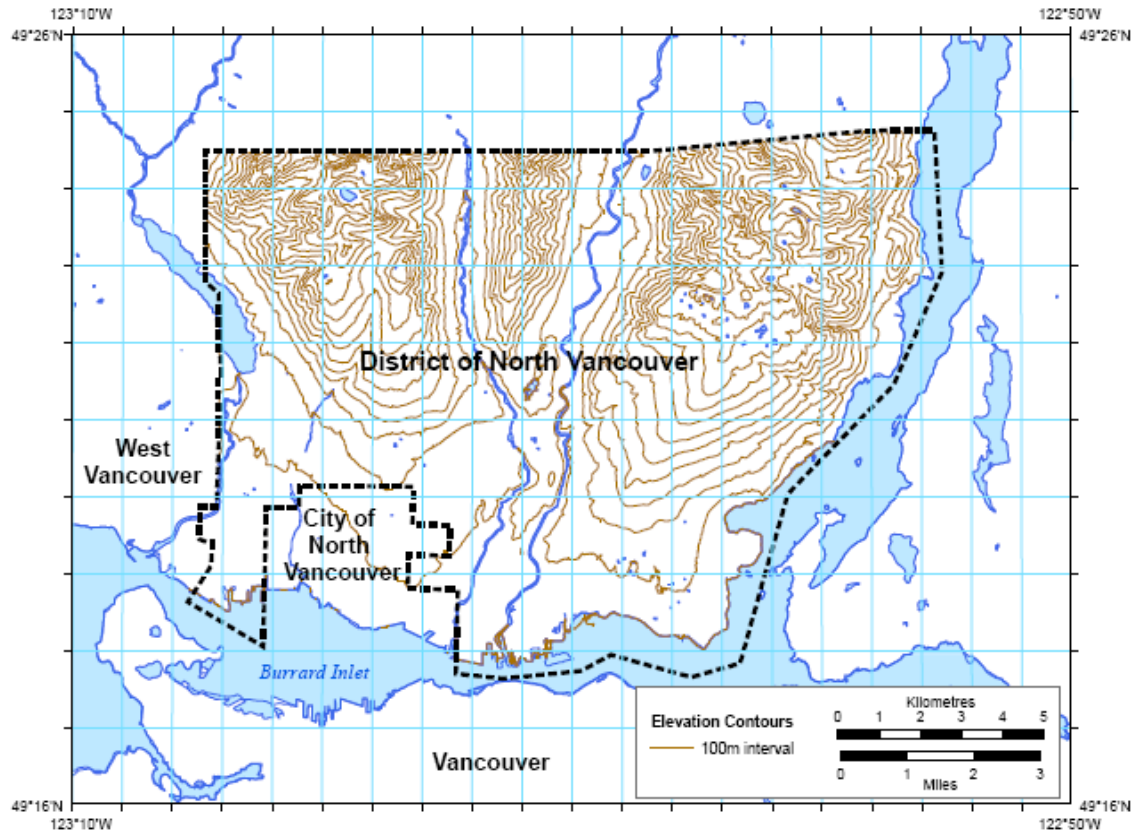 123°10'W
122°50'W
49°26'N
49°26'N
District of North Vancouver
West
Vancouver
City of
North
Vancouver
Burrard Inlet
Vancouver
Elevation Contours
100m interval
Kilometres
0 1 2 3 4 5
0 1 2 3
Miles
49°16'N
49°16'N
123°10'W
122°50'W